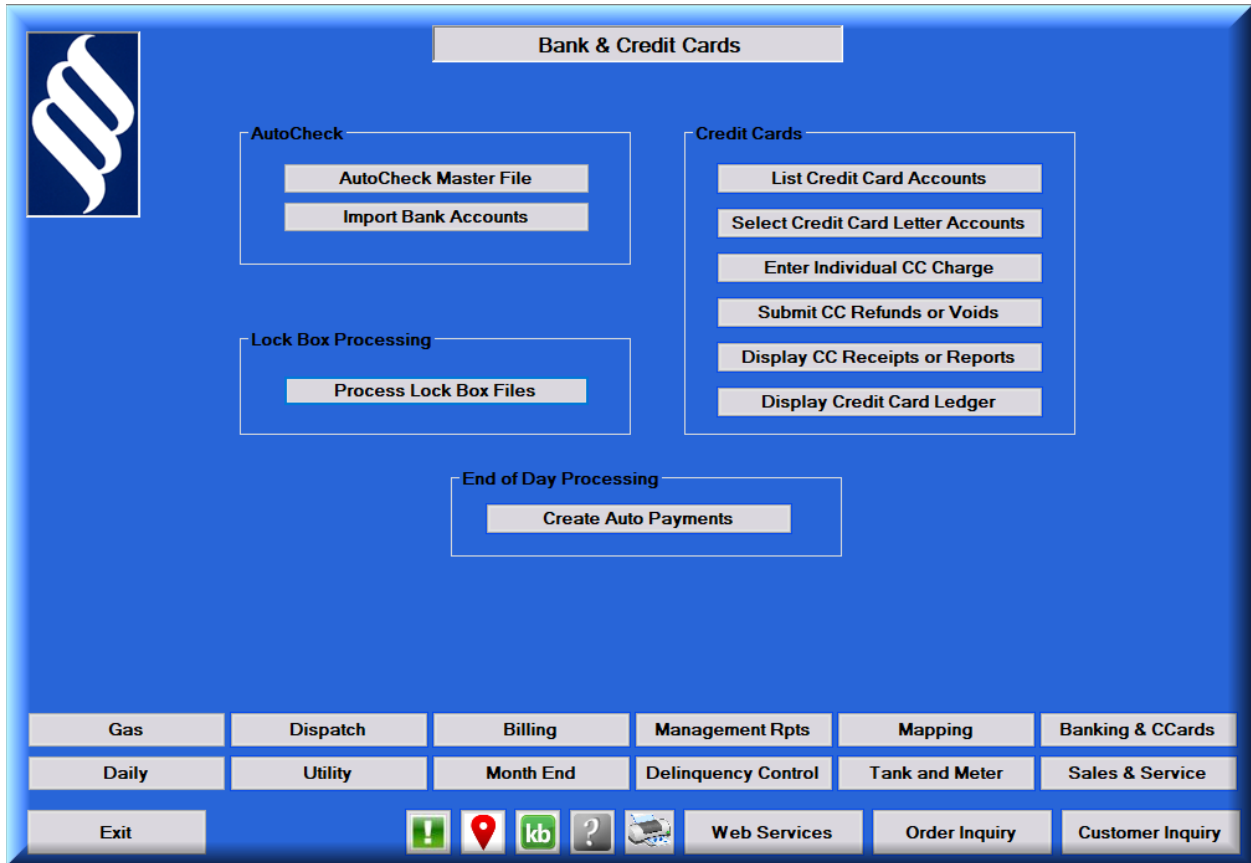 Bank & Credit Cards
AutoCheck
AutoCheck Master File
Import Bank Accounts
Lock Box Processing
Process Lock Box Files
Credit Cards
List Credit Card Accounts
Select Credit Card Letter Accounts
Enter Individual CC Charge
Submit CC Refunds or Voids
Display CC Receipts or Reports
Display Credit Card Ledger
End of Day Processing
Create Auto Payments
Gas Dispatch Billing Management Rpts Mapping Banking & CCards
Daily Utility Month End Delinquency Control Tank and Meter Sales & Service
Exit ! kb ? Web Services Order Inquiry Customer Inquiry